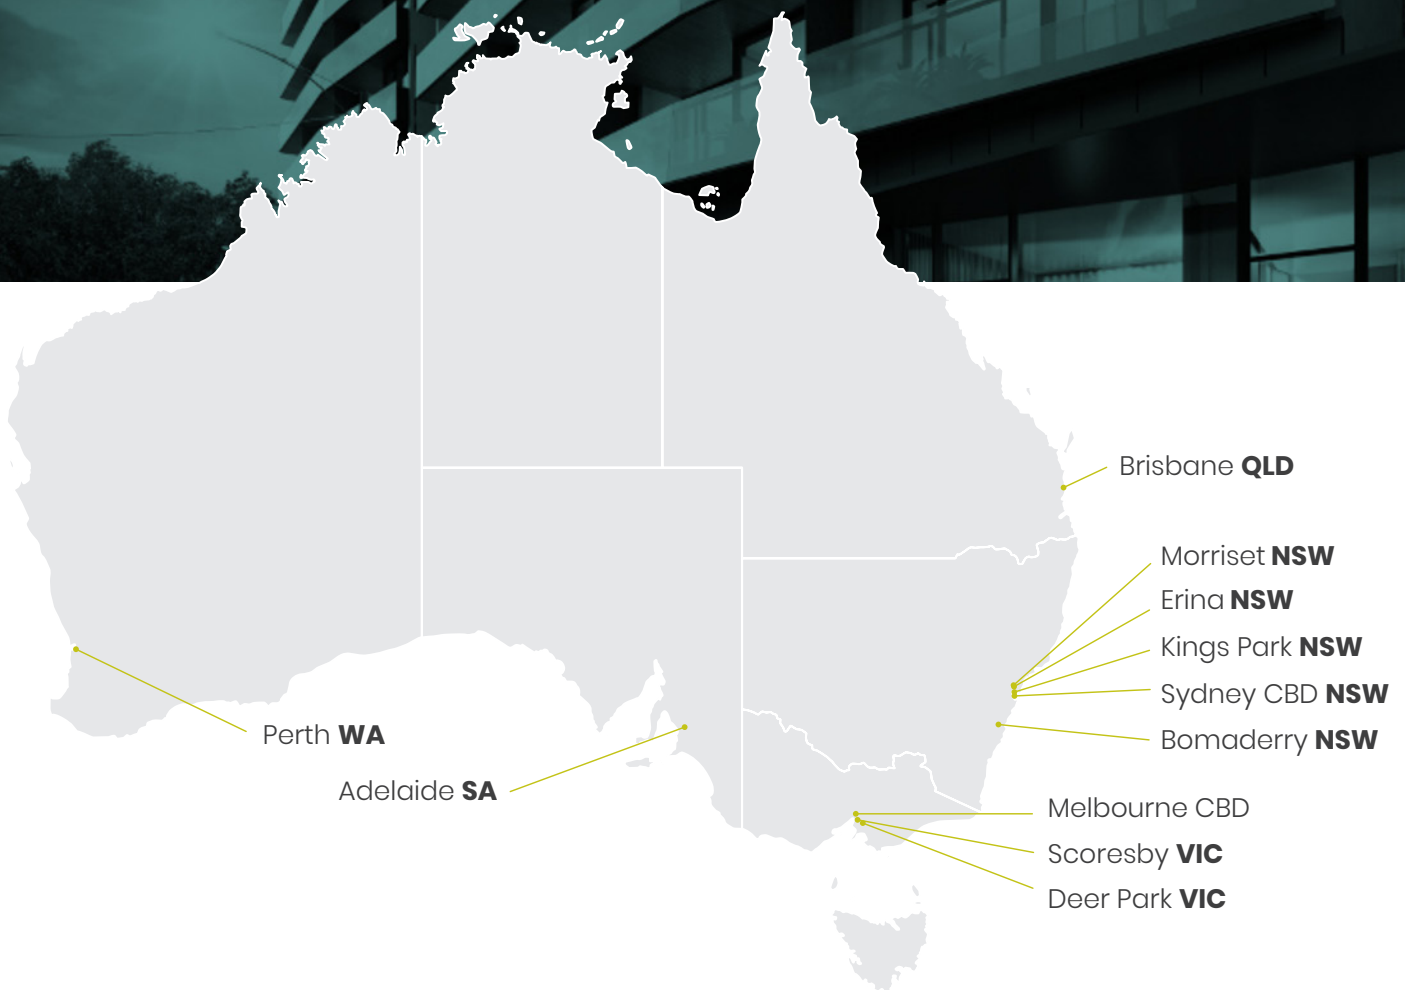 Brisbane QLD
Morriset NSW
Erina NSW
Kings Park NSW
Sydney CBD NSW
Perth WA
Bomaderry NSW
Adelaide SA
Melbourne CBD
Scoresby VIC
Deer Park VIC